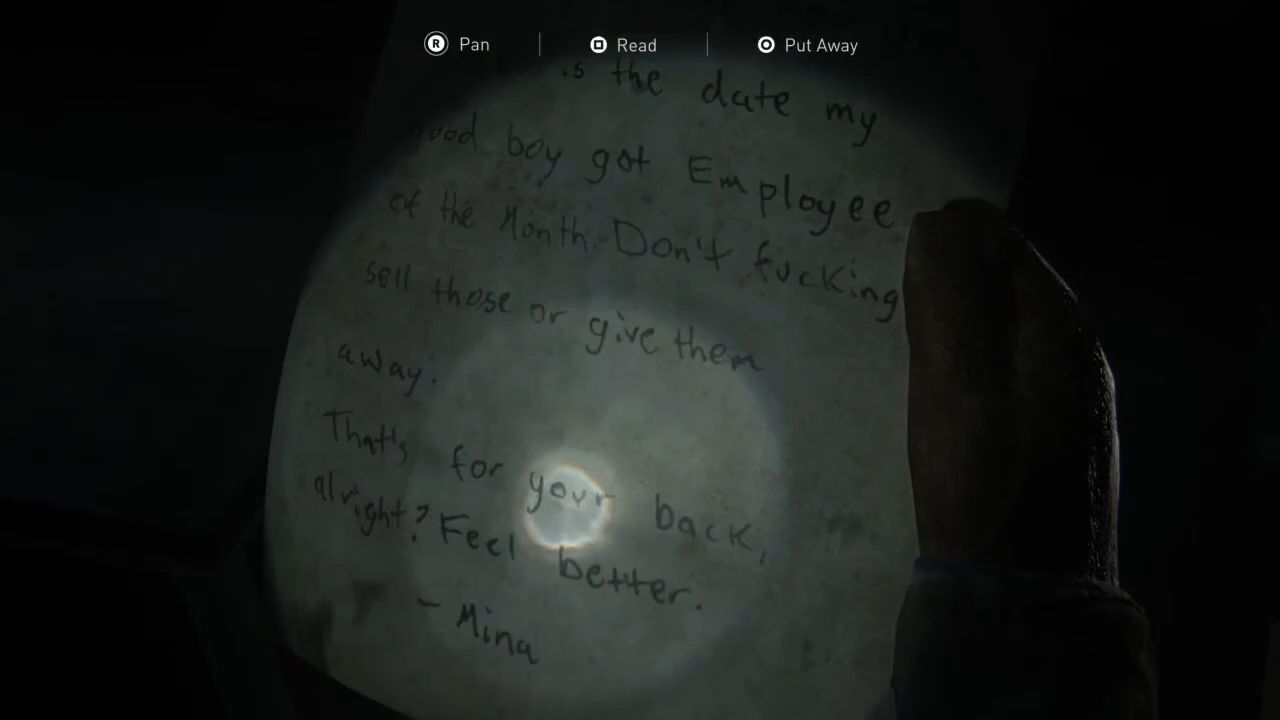 Pan Read Put Away
is the date my
good boy got Employee
of the Month. Don't fucking
sell those or give them
away.
That's for your back,
alright? Feel better.
- Mina